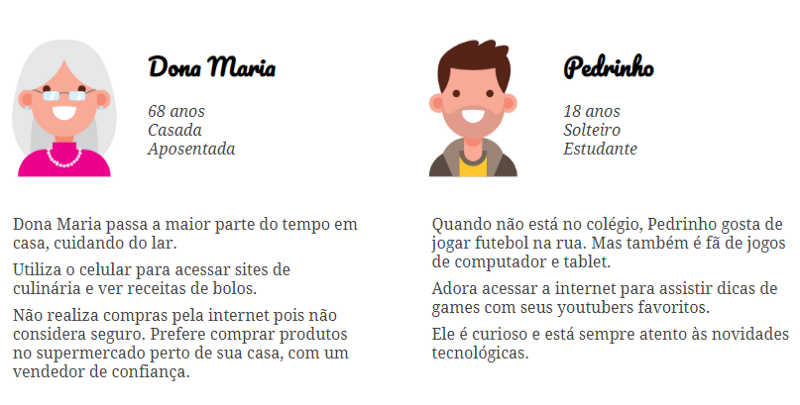 Dona Maria
68 anos
Casada
Aposentada
Dona Maria passa a maior parte do tempo em
casa, cuidando do lar.
Utiliza o celular para acessar sites de
culinária e ver receitas de bolos.
Não realiza compras pela internet pois não
considera seguro. Prefere comprar produtos
no supermercado perto de sua casa, com um
vendedor de confiança.
Pedrinho
18 anos
Solteiro
Estudante
Quando não está no colégio, Pedrinho gosta de
jogar futebol na rua. Mas também é fã de jogos
de computador e tablet.
Adora acessar a internet para assistir dicas de
games com seus youtubers favoritos.
Ele é curioso e está sempre atento às novidades
tecnológicas.